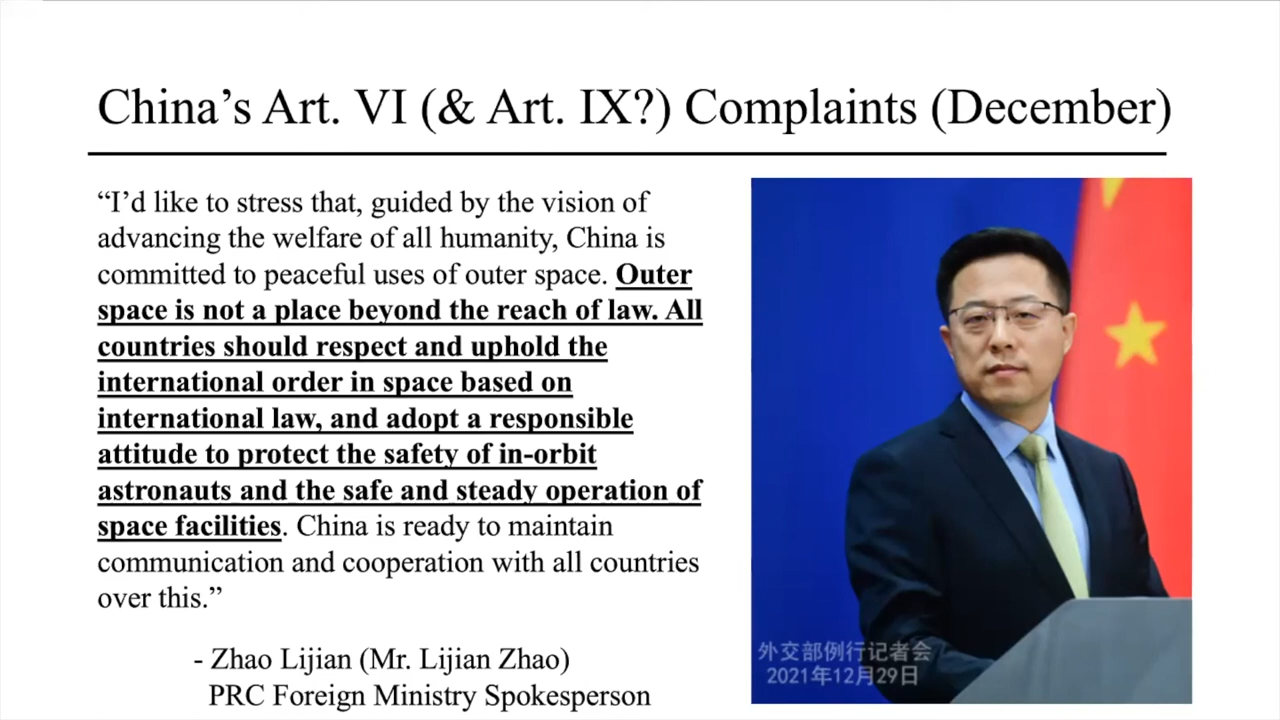 China’s Art. VI (& Art. IX?) Complaints (December)
“I’d like to stress that, guided by the vision of
advancing the welfare of all humanity, China is
committed to peaceful uses of outer space. Outer
space is not a place beyond the reach of law. All
countries should respect and uphold the
international order in space based on
international law, and adopt a responsible
attitude to protect the safety of in-orbit
astronauts and the safe and steady operation of
space facilities. China is ready to maintain
communication and cooperation with all countries
over this.”
- Zhao Lijian (Mr. Lijian Zhao)
PRC Foreign Ministry Spokesperson
外交部例行记者会
2021年12月29日